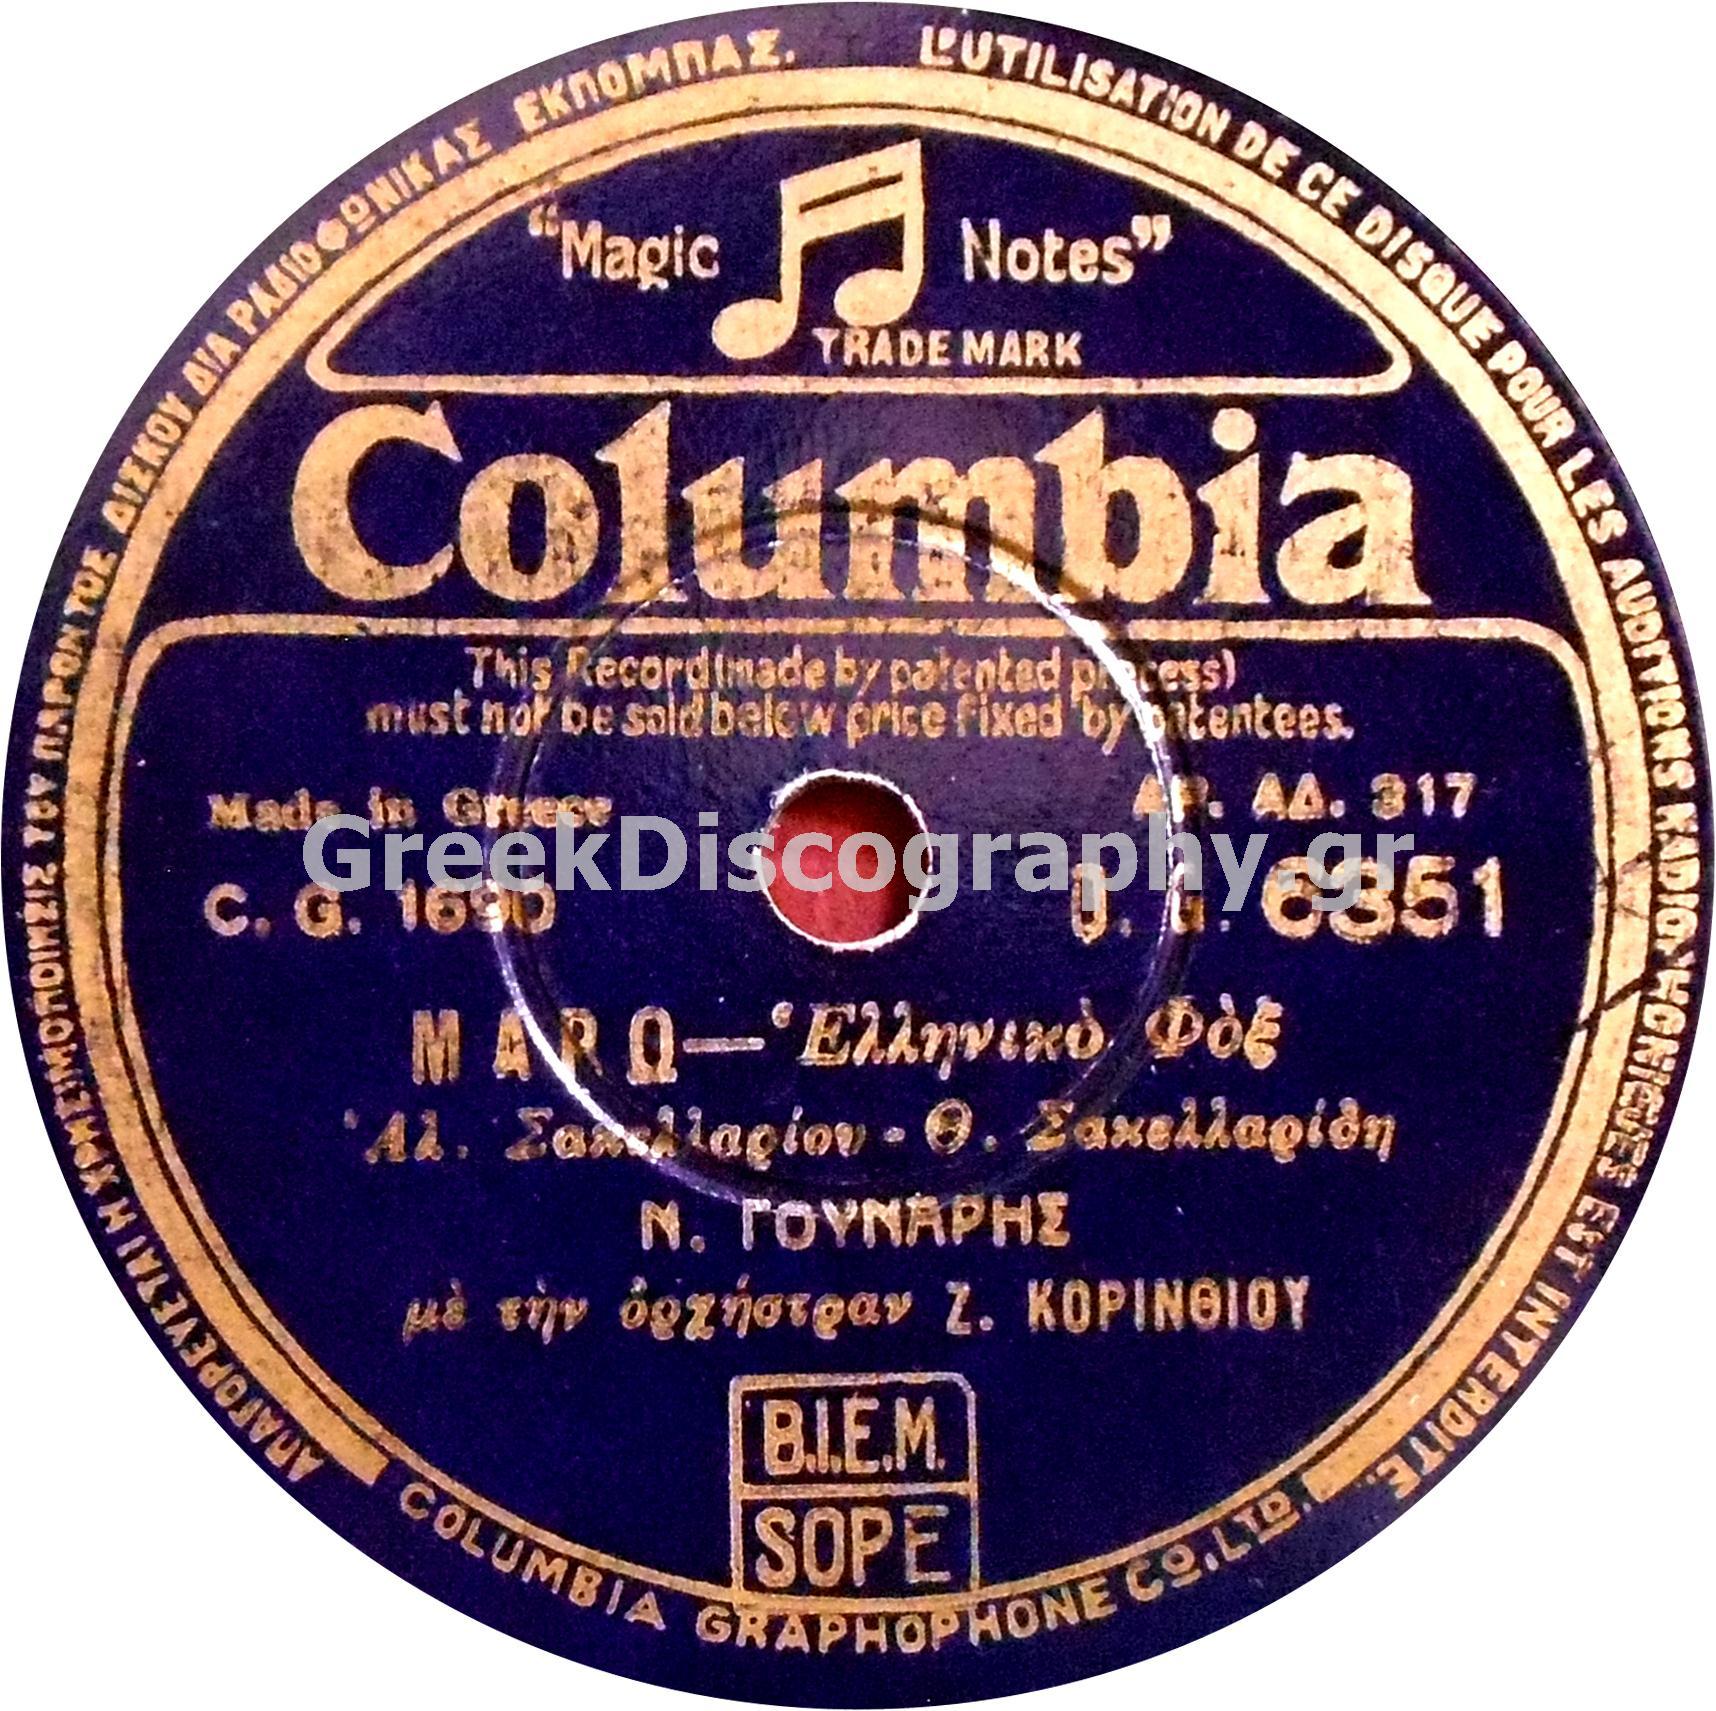 ΑΠΑΓΟΡΕΥΕΤΑΙ Η ΧΡΗΣΙΜΟΠΟΙΗΣΙΣ ΤΟΥ ΠΑΡΟΝΤΟΣ ΔΙΣΚΟΥ ΔΙΑ ΡΑΔΙΟΦΩΝΙΚΑΣ ΕΚΠΟΜΠΑΣ.
L'UTILISATION DE CE DISQUE POUR LES AUDITIONS RADIO-PHONIQUES EST INTERDITE.
"Magic Notes"
TRADE MARK
Columbia
This Record (made by patented process)
must not be sold below price fixed by patentees.
Made in Greece
ΑΡ. ΑΔ. 317
GreekDiscography.gr
C. G. 1690
D. G. 6351
ΜΑΡΩ — Ἑλληνικὸ Φὸξ
Ἀλ. Σακελλαρίου - Θ. Σακελλαρίδη
Ν. ΓΟΥΝΑΡΗΣ
μὲ τὴν ὀρχήστραν Ζ. ΚΟΡΙΝΘΙΟΥ
B.I.E.M.
SOPE
COLUMBIA GRAPHOPHONE CO. LTD.